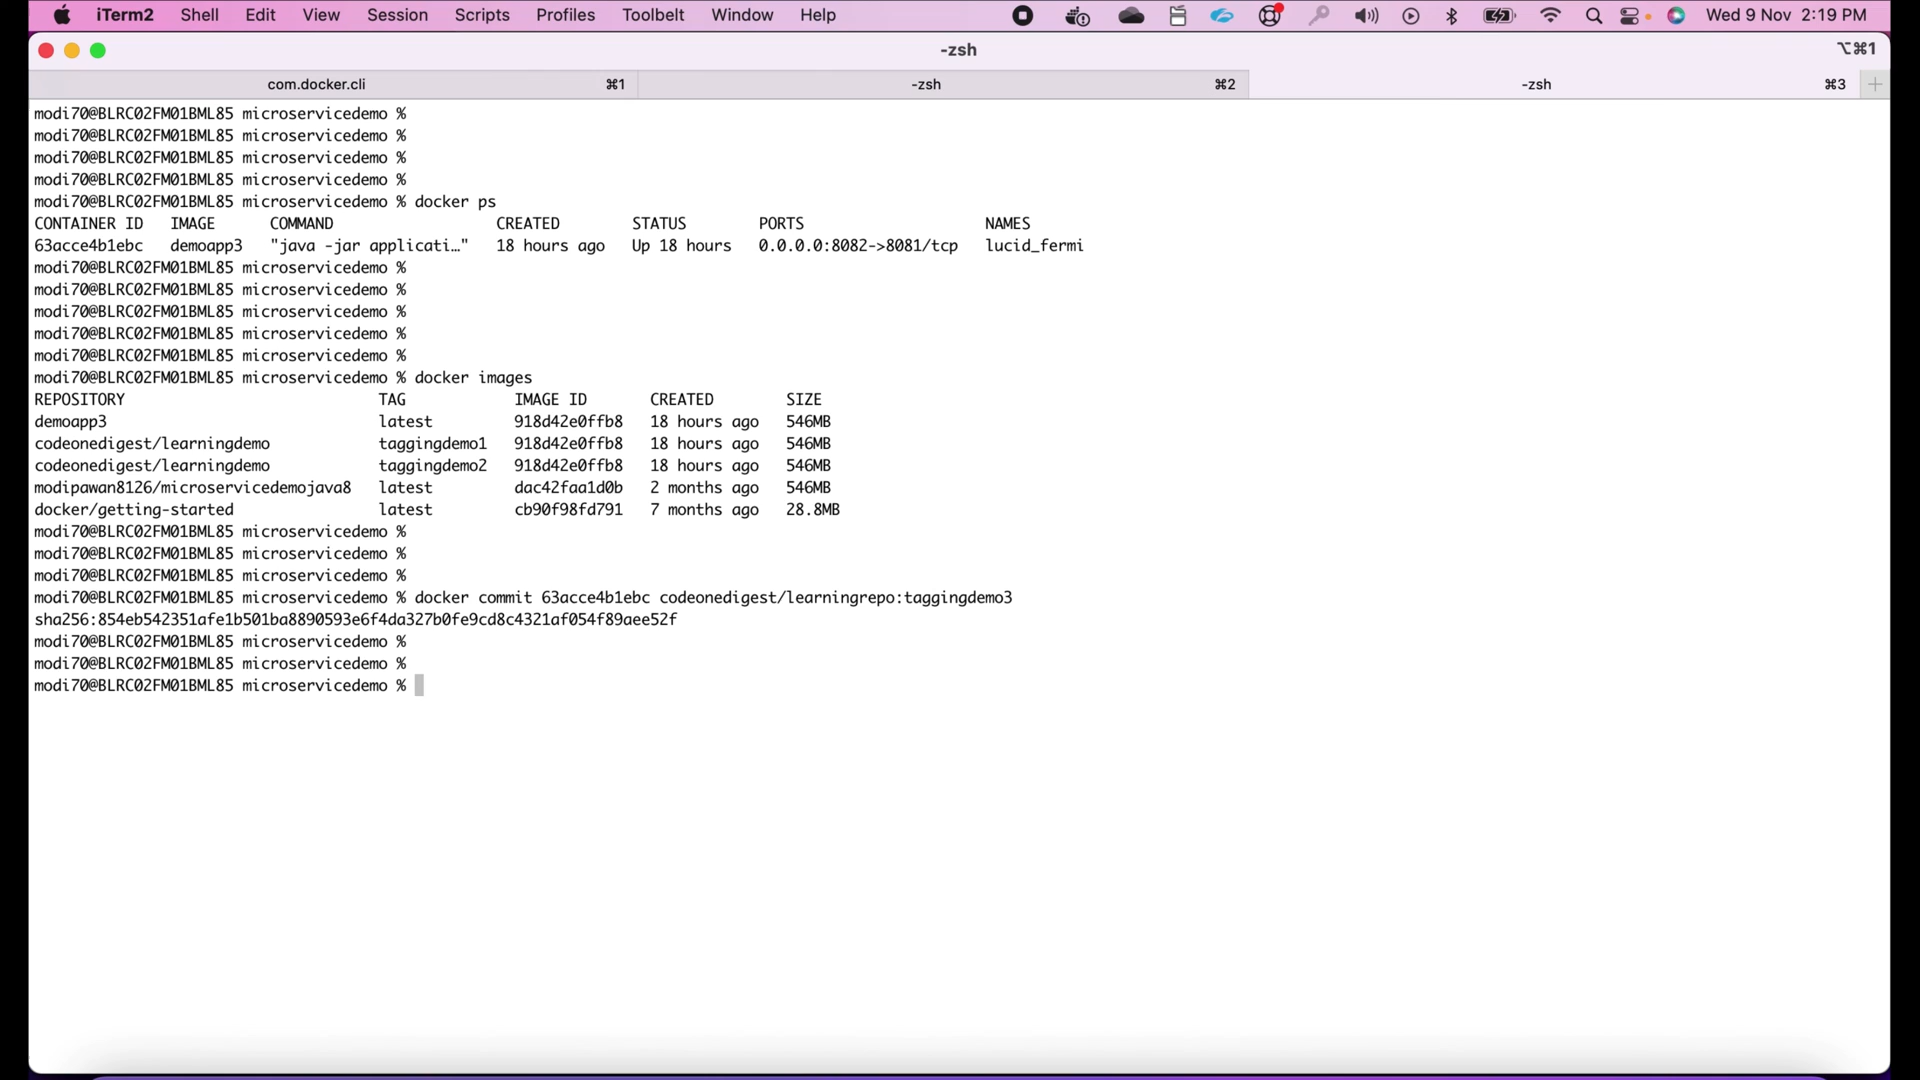 iTerm2 Shell Edit View Session Scripts Profiles Toolbelt Window Help Wed 9 Nov 2:19 PM
-zsh ⌥⌘1
com.docker.cli ⌘1 -zsh ⌘2 -zsh ⌘3 +
modi70@BLRC02FM01BML85 microservicedemo %
modi70@BLRC02FM01BML85 microservicedemo %
modi70@BLRC02FM01BML85 microservicedemo %
modi70@BLRC02FM01BML85 microservicedemo %
modi70@BLRC02FM01BML85 microservicedemo % docker ps
CONTAINER ID IMAGE COMMAND CREATED STATUS PORTS NAMES
63acce4b1ebc demoapp3 "java -jar applicati…" 18 hours ago Up 18 hours 0.0.0.0:8082->8081/tcp lucid_fermi
modi70@BLRC02FM01BML85 microservicedemo %
modi70@BLRC02FM01BML85 microservicedemo %
modi70@BLRC02FM01BML85 microservicedemo %
modi70@BLRC02FM01BML85 microservicedemo %
modi70@BLRC02FM01BML85 microservicedemo %
modi70@BLRC02FM01BML85 microservicedemo % docker images
REPOSITORY TAG IMAGE ID CREATED SIZE
demoapp3 latest 918d42e0ffb8 18 hours ago 546MB
codeonedigest/learningdemo taggingdemo1 918d42e0ffb8 18 hours ago 546MB
codeonedigest/learningdemo taggingdemo2 918d42e0ffb8 18 hours ago 546MB
modipawan8126/microservicedemojava8 latest dac42faa1d0b 2 months ago 546MB
docker/getting-started latest cb90f98fd791 7 months ago 28.8MB
modi70@BLRC02FM01BML85 microservicedemo %
modi70@BLRC02FM01BML85 microservicedemo %
modi70@BLRC02FM01BML85 microservicedemo %
modi70@BLRC02FM01BML85 microservicedemo % docker commit 63acce4b1ebc codeonedigest/learningrepo:taggingdemo3
sha256:854eb542351afe1b501ba8890593e6f4da327b0fe9cd8c4321af054f89aee52f
modi70@BLRC02FM01BML85 microservicedemo %
modi70@BLRC02FM01BML85 microservicedemo %
modi70@BLRC02FM01BML85 microservicedemo %